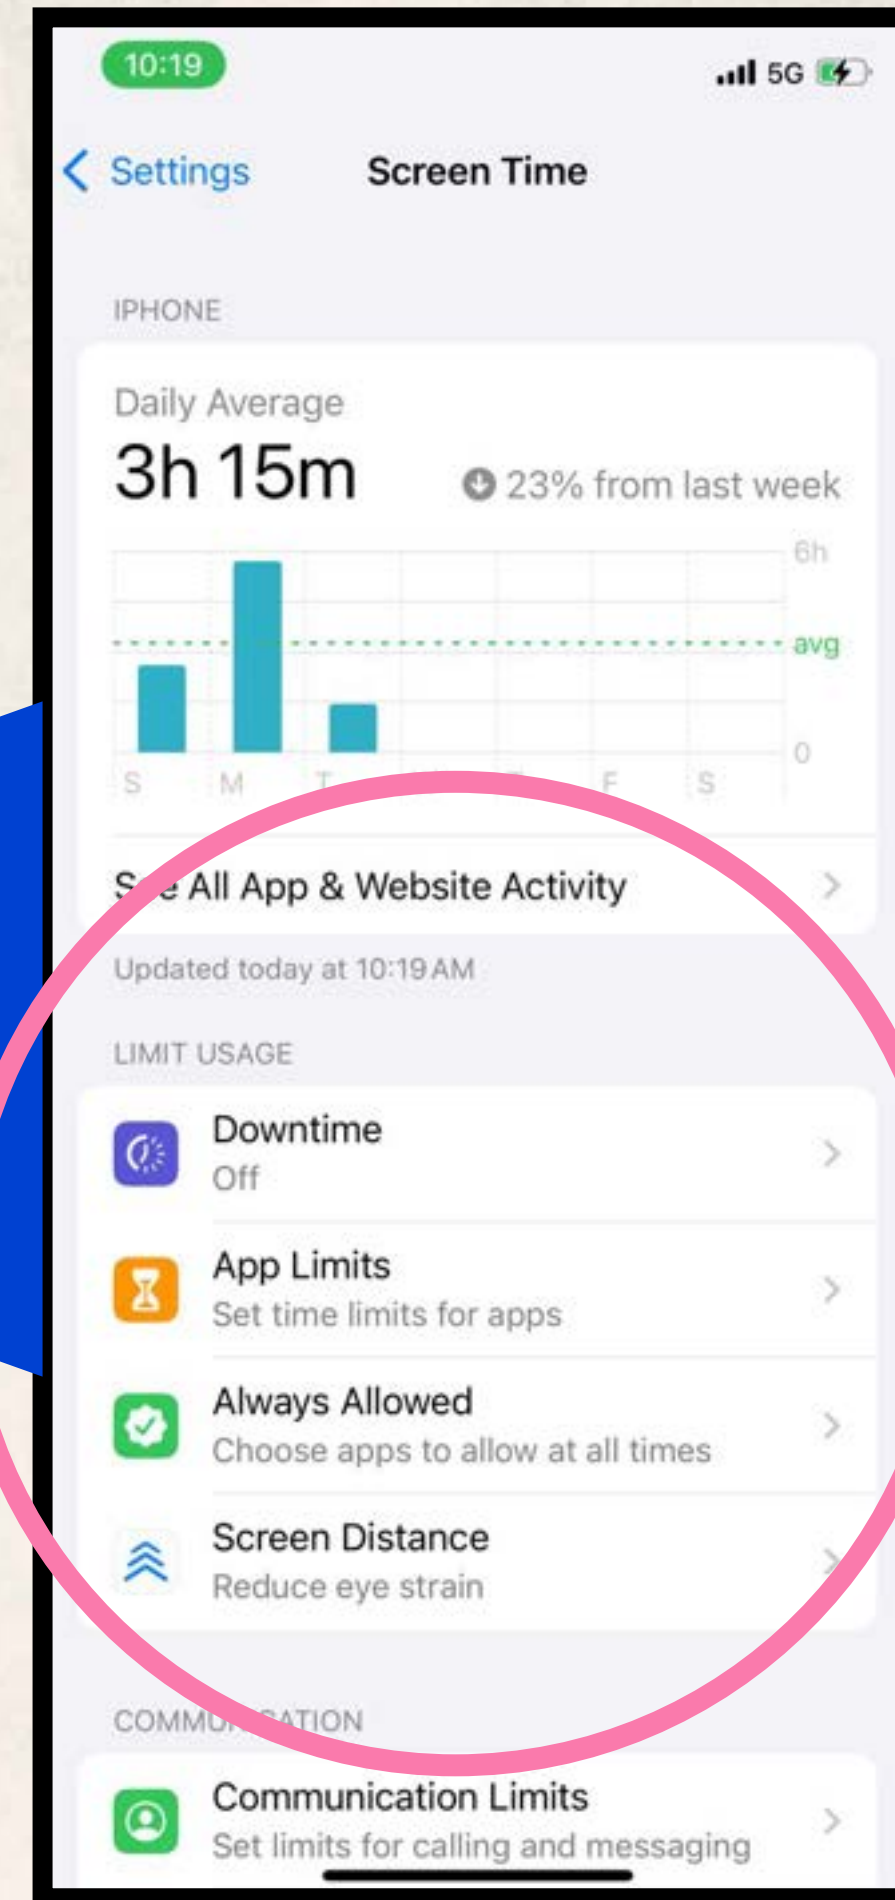 10:19
5G
Settings
Screen Time
IPHONE
Daily Average
3h 15m
23% from last week
6h
avg
0
S M T F S
See All App & Website Activity
Updated today at 10:19 AM
LIMIT USAGE
Downtime
Off
App Limits
Set time limits for apps
Always Allowed
Choose apps to allow at all times
Screen Distance
Reduce eye strain
COMMUNICATION
Communication Limits
Set limits for calling and messaging